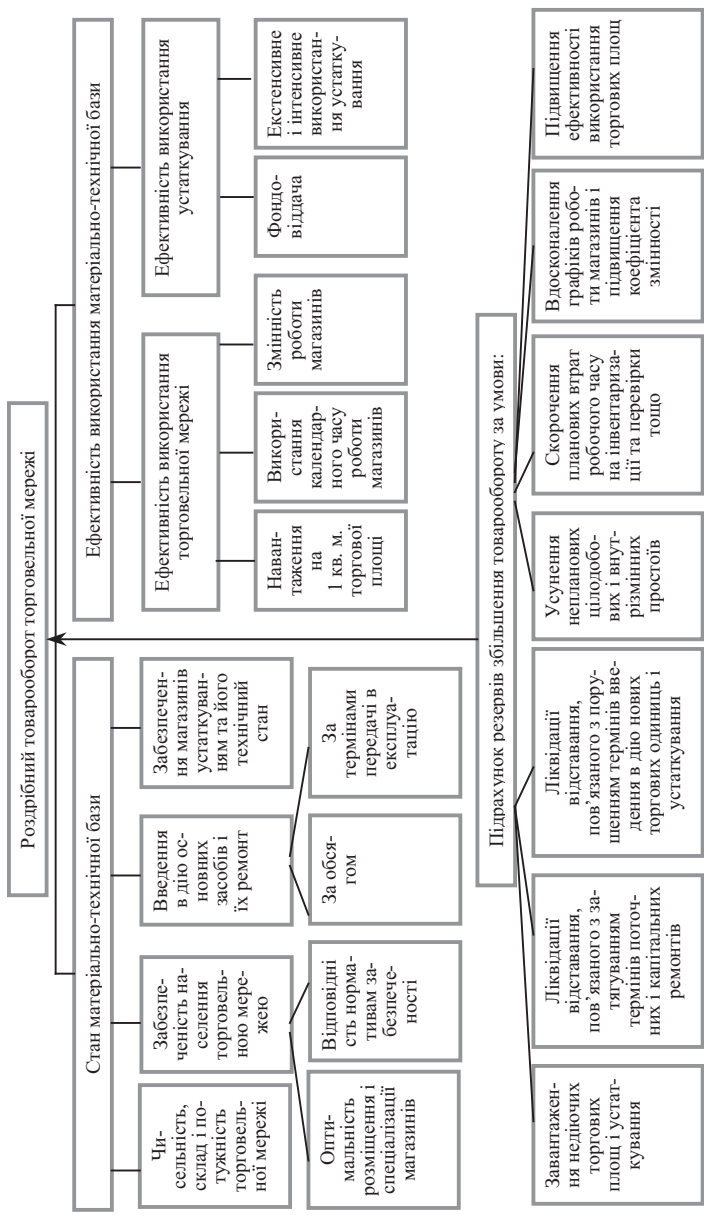 Роздрібний товарооборот торговельної мережі
Стан матеріально-технічної бази
Ефективність використання матеріально-технічної бази
Чи-
сельність,
склад і по-
тужність
торговель-
ної мережі
Забезпе-
ченість на-
селення
торговель-
ною мере-
жею
Введення
в дію ос-
новних
засобів і
їх ремонт
Забезпечен-
ня магазинів
устаткуван-
ням та його
технічний
стан
Ефективність використання
торговельної мережі
Ефективність використання
устаткування
Опти-
мальність
розміщення і
спеціалізації
магазинів
Відповідні
сть норма-
тивам за-
безпече-
ності
За обся-
гом
За
термінами
передачі в
експлуа-
тацію
Наван-
таження
на
1 кв. м.
торгової
площі
Викори-
стання
календар-
ного часу
роботи
магазинів
Змінність
роботи
магазинів
Фондо-
віддача
Екстенсивне
і інтенсивне
використан-
ня устатку-
вання
Підрахунок резервів збільшення товарообороту за умови:
Завантажен-
ня недіючих
торгових
площ і устат-
кування
Ліквідації
відставання,
пов’язаного з за-
тягуванням
термінів поточ-
них і капітальних
ремонтів
Ліквідації
відставання,
пов’язаного з пору-
шенням термінів вве-
дення в дію нових
торгових одиниць і
устаткування
Усунення
непланових
цілодобо-
вих і внут-
різмінних
простоїв
Скорочення
планових втрат
робочого часу
на інвентариза-
ції та перевірки
тощо
Вдосконалення
графіків робо-
ти магазинів і
підвищення
коефіцієнта
змінності
Підвищення
ефективності
використання
торгових площ